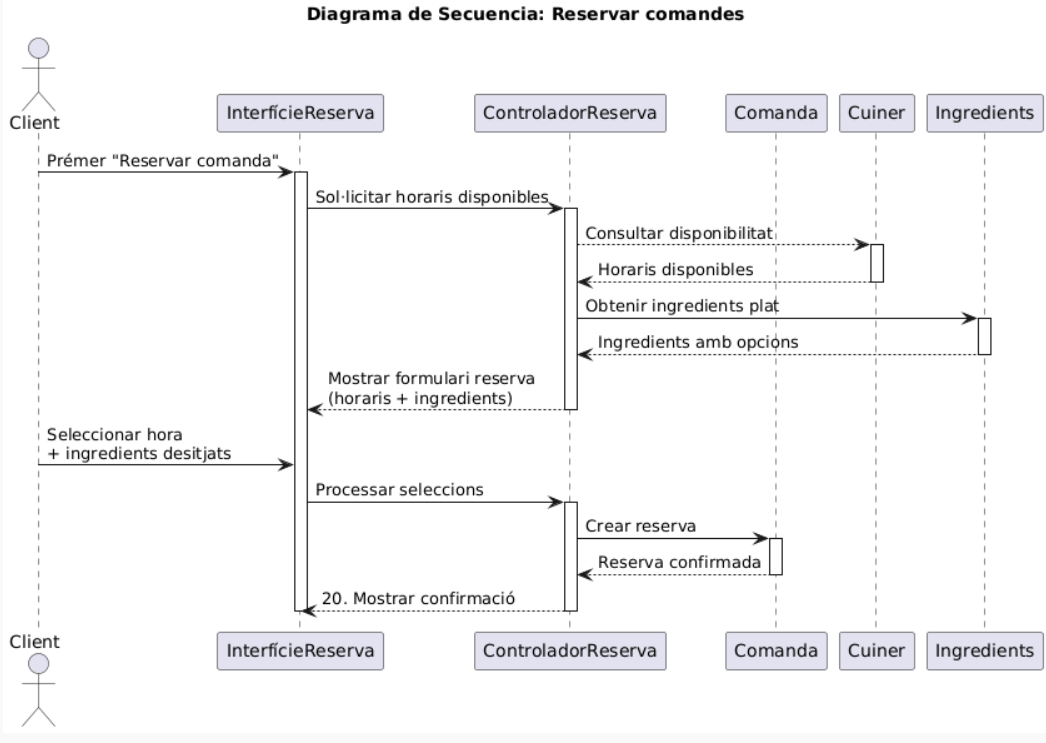 Diagrama de Secuencia: Reservar comandes
Client
InterfícieReserva
ControladorReserva
Comanda
Cuiner
Ingredients
Prémer "Reservar comanda"
Sol·licitar horaris disponibles
Consultar disponibilitat
Horaris disponibles
Obtenir ingredients plat
Ingredients amb opcions
Mostrar formulari reserva
(horaris + ingredients)
Seleccionar hora
+ ingredients desitjats
Processar seleccions
Crear reserva
Reserva confirmada
20. Mostrar confirmació
Client
InterfícieReserva
ControladorReserva
Comanda
Cuiner
Ingredients